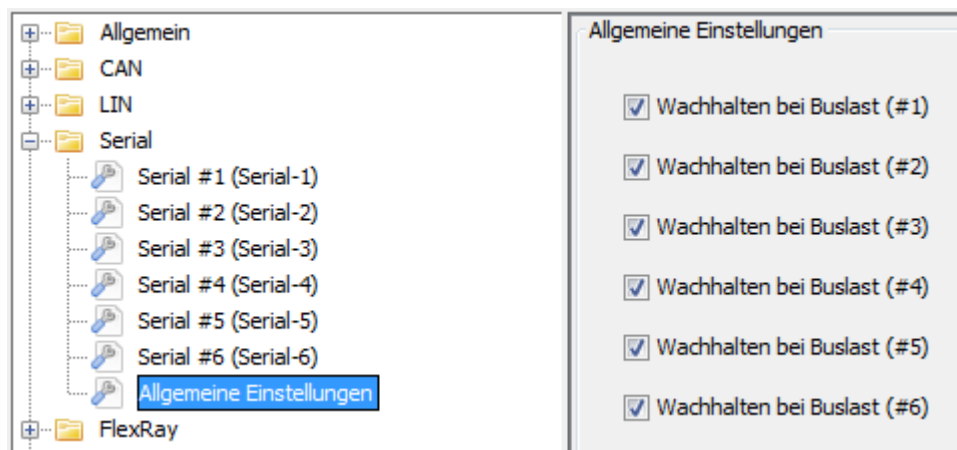 Allgemein
CAN
LIN
Serial
Serial #1 (Serial-1)
Serial #2 (Serial-2)
Serial #3 (Serial-3)
Serial #4 (Serial-4)
Serial #5 (Serial-5)
Serial #6 (Serial-6)
Allgemeine Einstellungen
FlexRay
Allgemeine Einstellungen
Wachhalten bei Buslast (#1)
Wachhalten bei Buslast (#2)
Wachhalten bei Buslast (#3)
Wachhalten bei Buslast (#4)
Wachhalten bei Buslast (#5)
Wachhalten bei Buslast (#6)